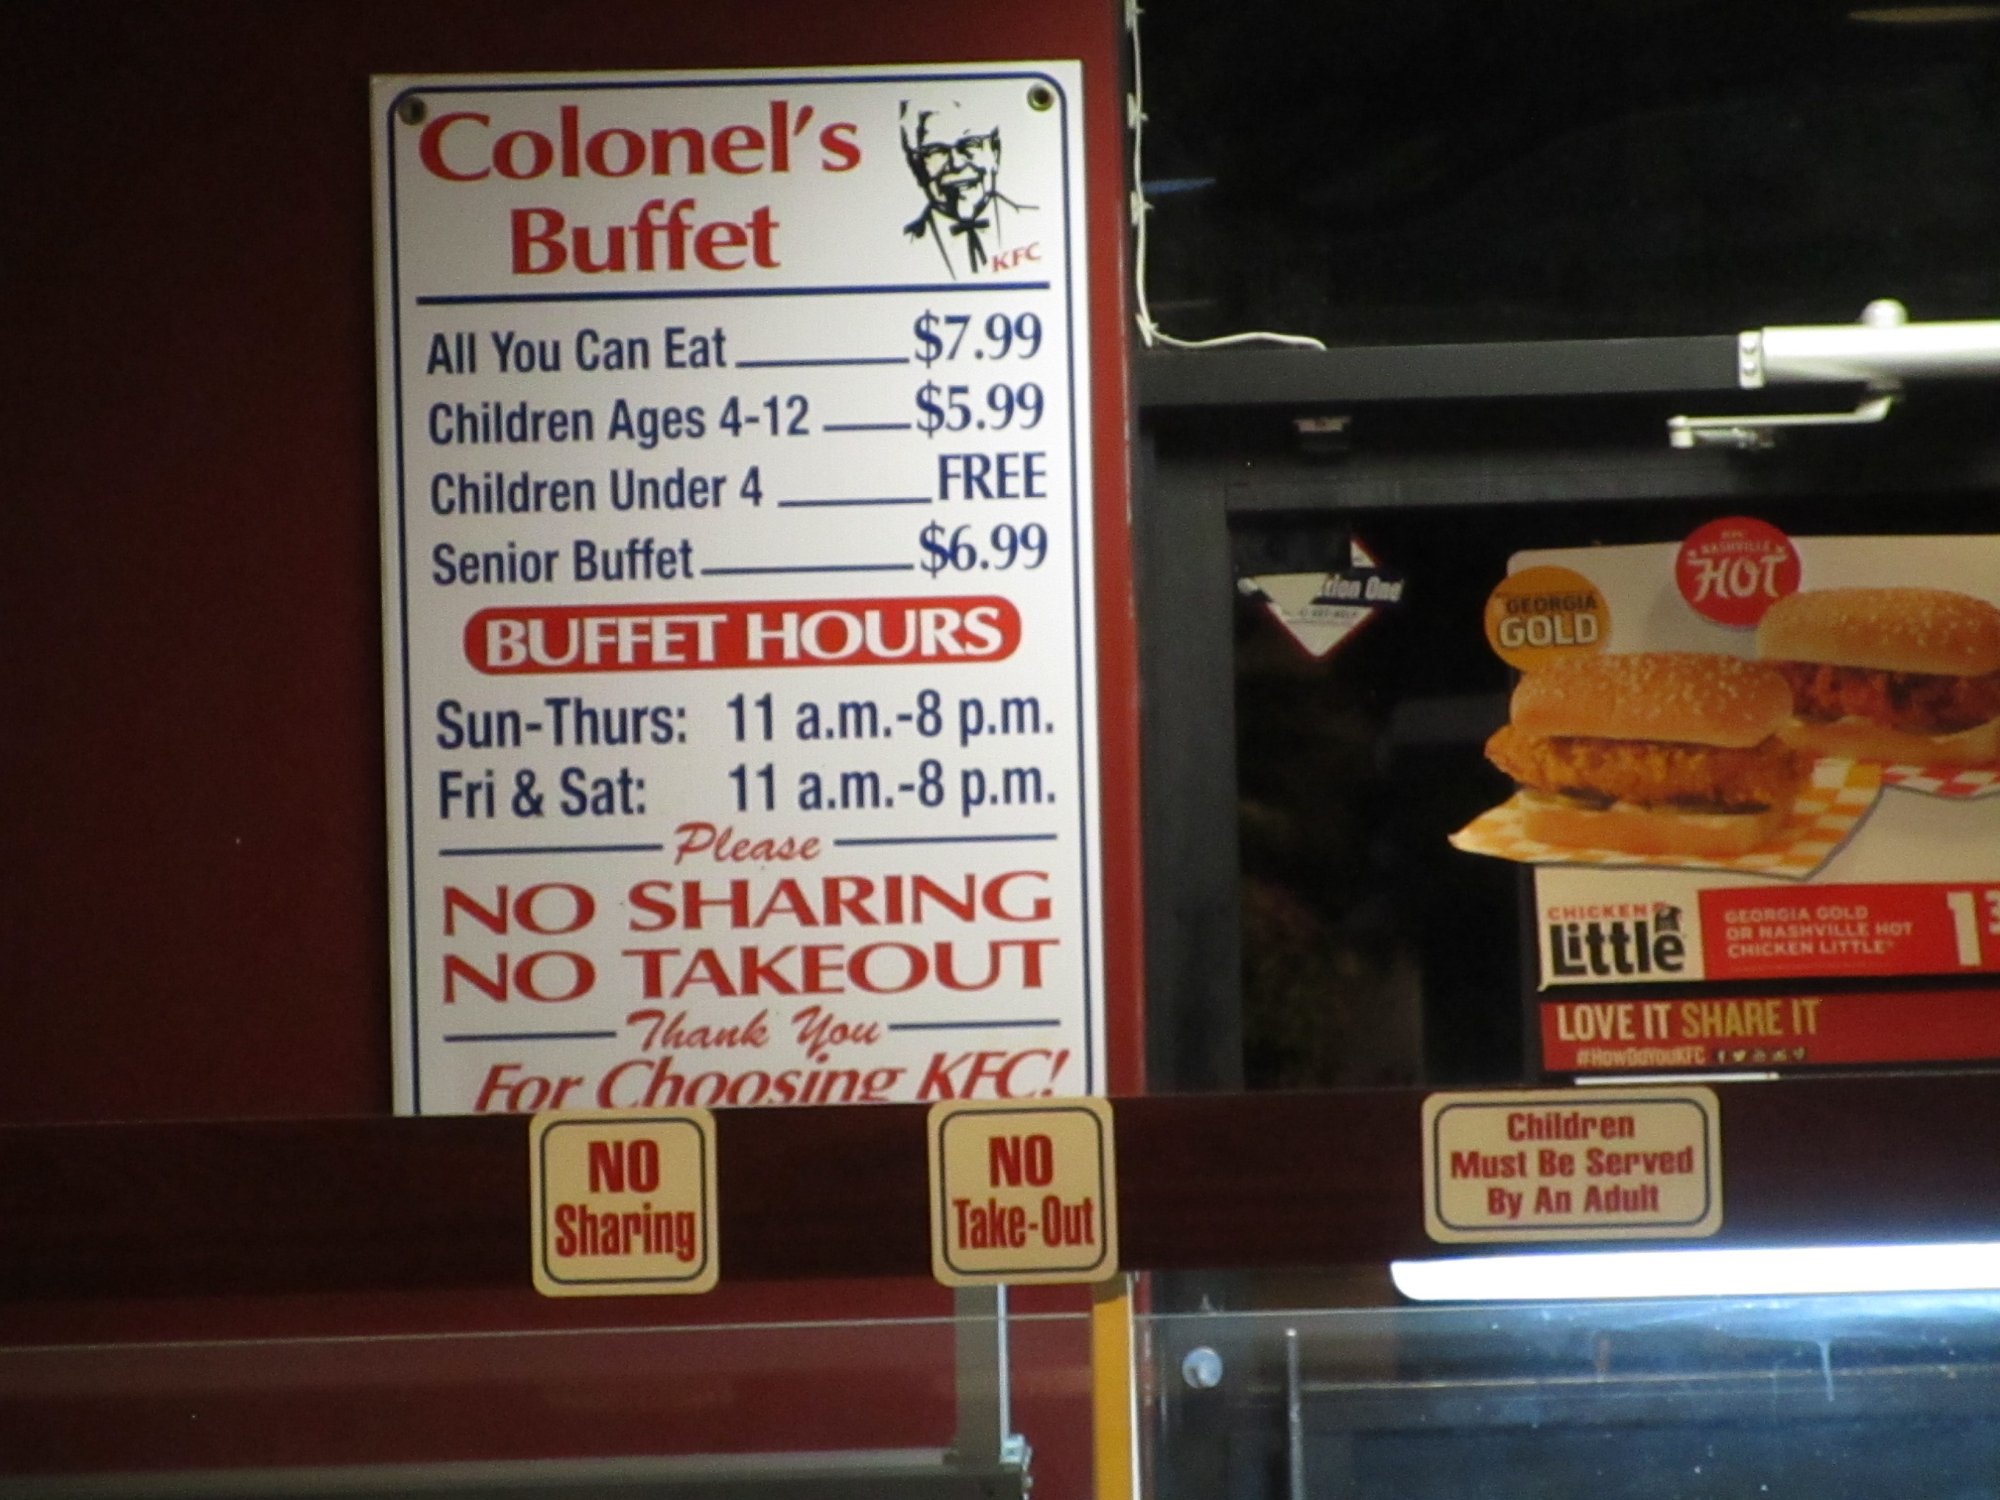 Colonel's
Buffet
KFC
All You Can Eat $7.99
Children Ages 4-12 $5.99
Children Under 4 FREE
Senior Buffet $6.99
BUFFET HOURS
Sun-Thurs: 11 a.m.-8 p.m.
Fri & Sat: 11 a.m.-8 p.m.
Please
NO SHARING
NO TAKEOUT
Thank You
For Choosing KFC!
NO
Sharing
NO
Take-Out
Children
Must Be Served
By An Adult
GEORGIA
GOLD
NASHVILLE
HOT
CHICKEN
Little
GEORGIA GOLD
OR NASHVILLE HOT
CHICKEN LITTLE
1
LOVE IT SHARE IT
#HowDoYouKFC